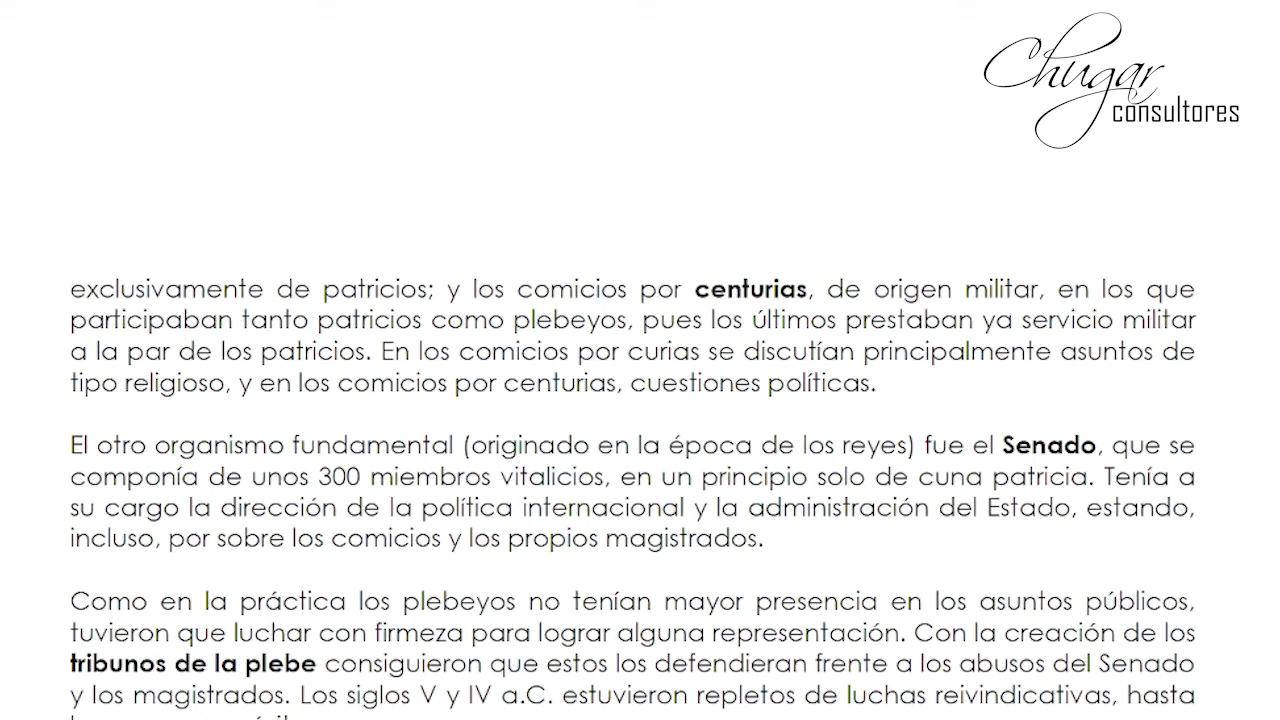 Chugar
consultores
exclusivamente de patricios; y los comicios por centurias, de origen militar, en los que
participaban tanto patricios como plebeyos, pues los últimos prestaban ya servicio militar
a la par de los patricios. En los comicios por curias se discutían principalmente asuntos de
tipo religioso, y en los comicios por centurias, cuestiones políticas.
El otro organismo fundamental (originado en la época de los reyes) fue el Senado, que se
componía de unos 300 miembros vitalicios, en un principio solo de cuna patricia. Tenía a
su cargo la dirección de la política internacional y la administración del Estado, estando,
incluso, por sobre los comicios y los propios magistrados.
Como en la práctica los plebeyos no tenían mayor presencia en los asuntos públicos,
tuvieron que luchar con firmeza para lograr alguna representación. Con la creación de los
tribunos de la plebe consiguieron que estos los defendieran frente a los abusos del Senado
y los magistrados. Los siglos V y IV a.C. estuvieron repletos de luchas reivindicativas, hasta